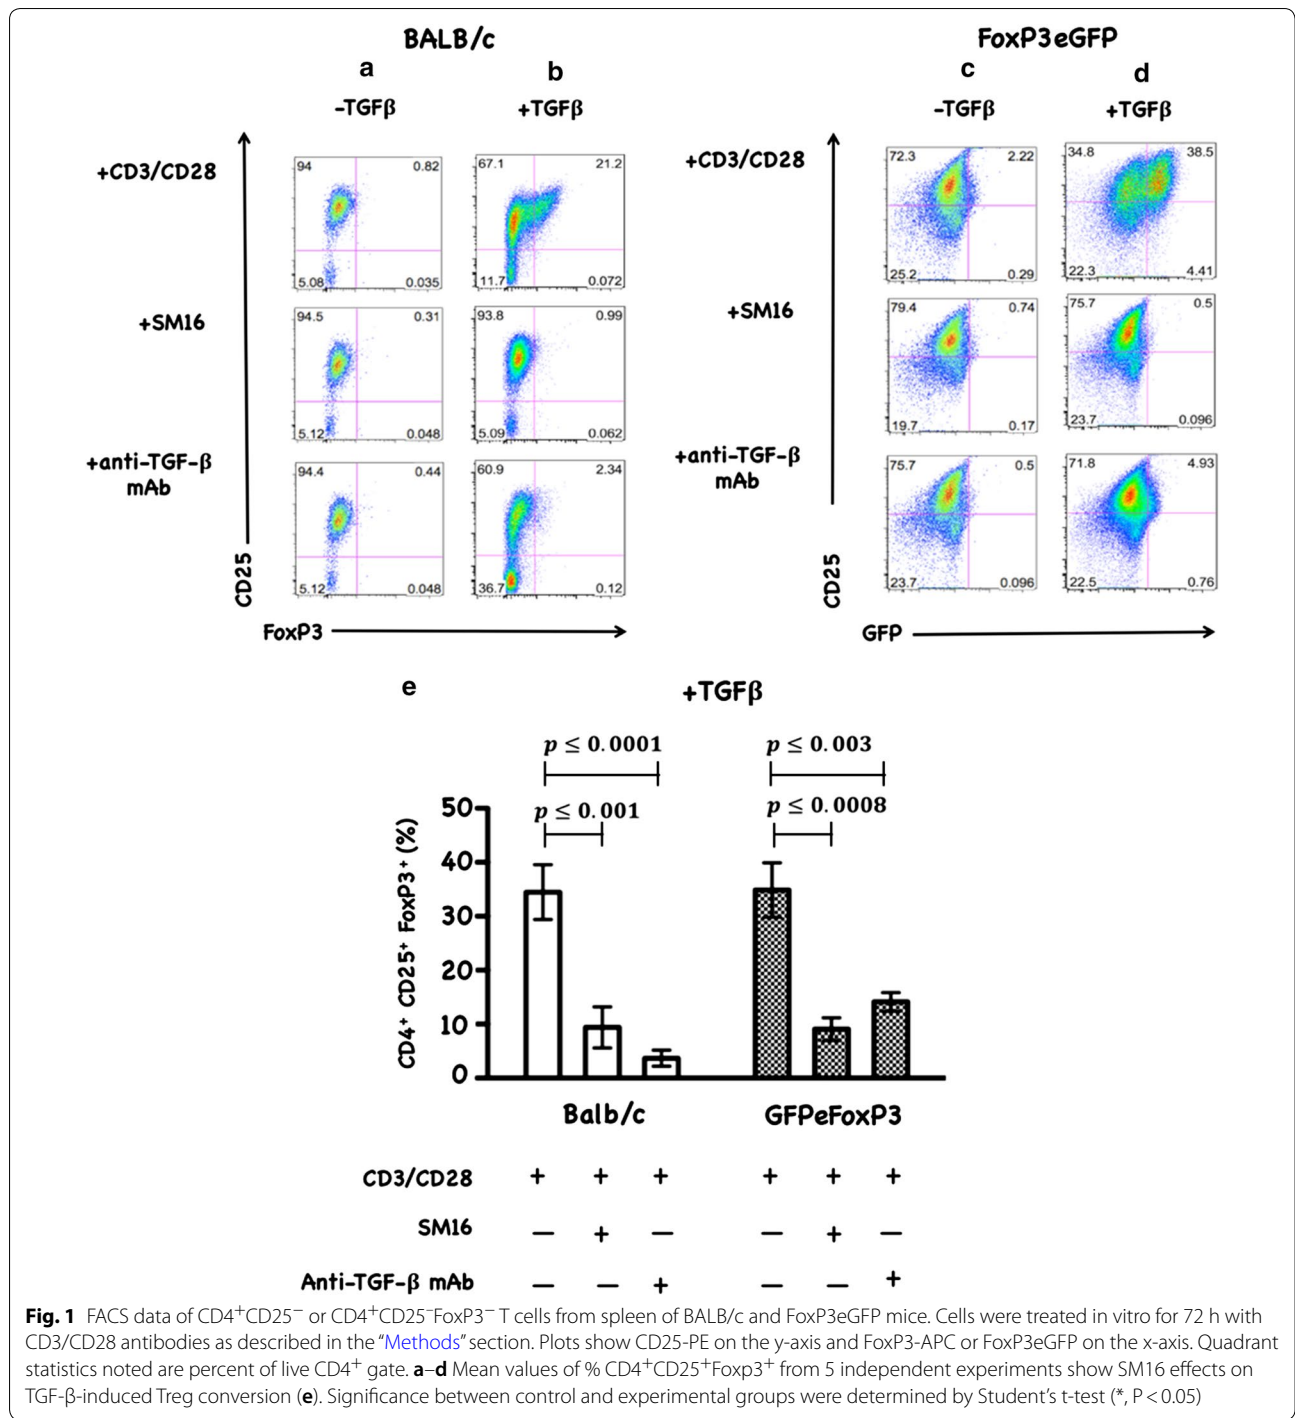 BALB/c
FoxP3eGFP
a
b
c
d
-TGFβ
+TGFβ
-TGFβ
+TGFβ
+CD3/CD28
94
0.82
5.08
0.035
67.1
21.2
11.7
0.072
+CD3/CD28
72.3
2.22
25.2
0.29
34.8
38.5
22.3
4.41
+SM16
94.5
0.31
5.12
0.048
93.8
0.99
5.09
0.062
+SM16
79.4
0.74
19.7
0.17
75.7
0.5
23.7
0.096
+anti-TGF-β
mAb
94.4
0.44
5.12
0.048
60.9
2.34
36.7
0.12
+anti-TGF-β
mAb
75.7
0.5
23.7
0.096
71.8
4.93
22.5
0.76
CD25
CD25
FoxP3
GFP
e
+TGFβ
p ≤ 0.0001
p ≤ 0.003
p ≤ 0.001
p ≤ 0.0008
CD4⁺ CD25⁺ FoxP3⁺ (%)
50
40
30
20
10
0
Balb/c
GFPeFoxP3
CD3/CD28 + + + + + +
SM16 — + — — + —
Anti-TGF-β mAb — — + — — +
Fig. 1 FACS data of CD4⁺CD25⁻ or CD4⁺CD25⁻FoxP3⁻ T cells from spleen of BALB/c and FoxP3eGFP mice. Cells were treated in vitro for 72 h with
CD3/CD28 antibodies as described in the “Methods” section. Plots show CD25-PE on the y-axis and FoxP3-APC or FoxP3eGFP on the x-axis. Quadrant
statistics noted are percent of live CD4⁺ gate. a–d Mean values of % CD4⁺CD25⁺Foxp3⁺ from 5 independent experiments show SM16 effects on
TGF-β-induced Treg conversion (e). Significance between control and experimental groups were determined by Student’s t-test (*, P < 0.05)